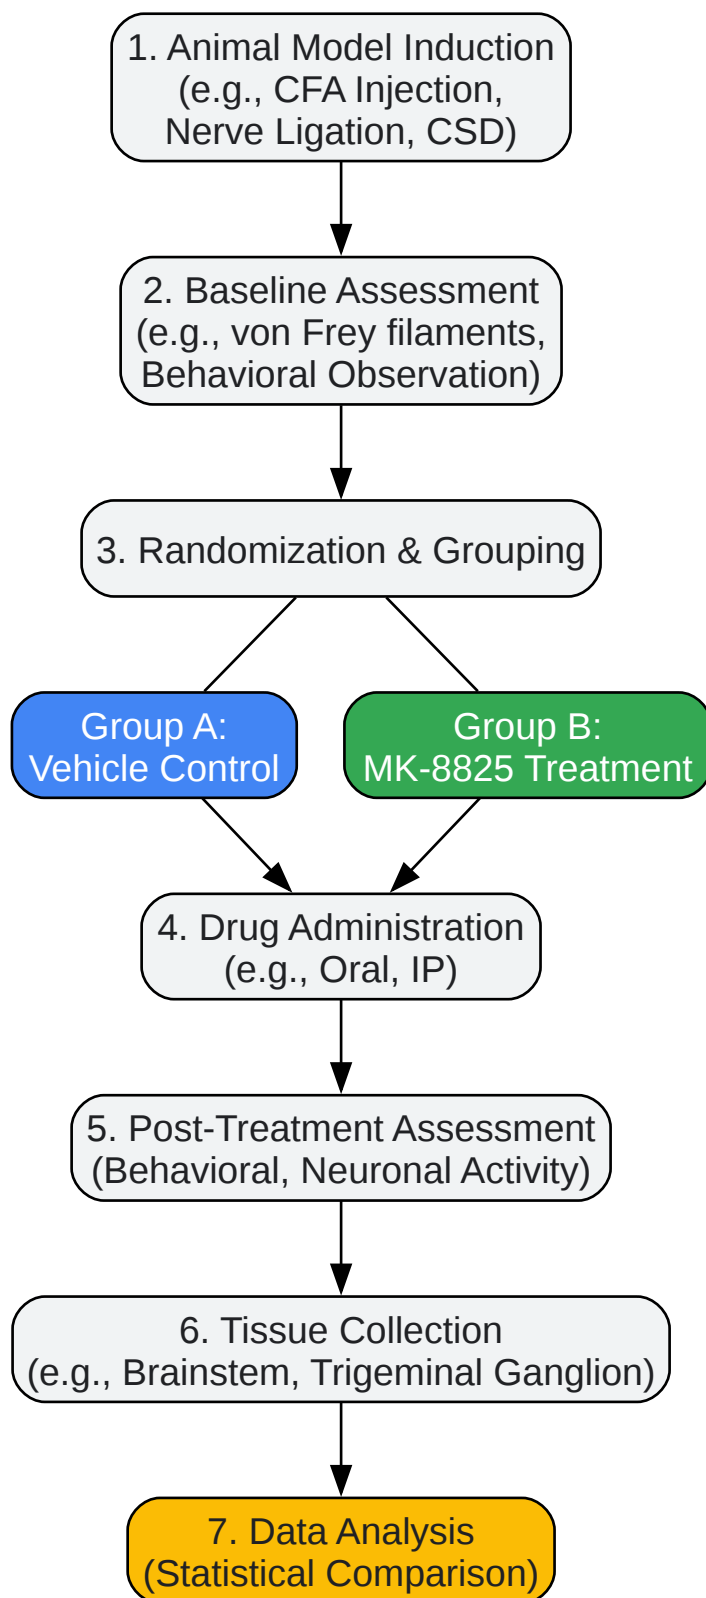 1. Animal Model Induction
(e.g., CFA Injection,
Nerve Ligation, CSD)
2. Baseline Assessment
(e.g., von Frey filaments,
Behavioral Observation)
3. Randomization & Grouping
Group A:
Vehicle Control
Group B:
MK-8825 Treatment
4. Drug Administration
(e.g., Oral, IP)
5. Post-Treatment Assessment
(Behavioral, Neuronal Activity)
6. Tissue Collection
(e.g., Brainstem, Trigeminal Ganglion)
7. Data Analysis
(Statistical Comparison)